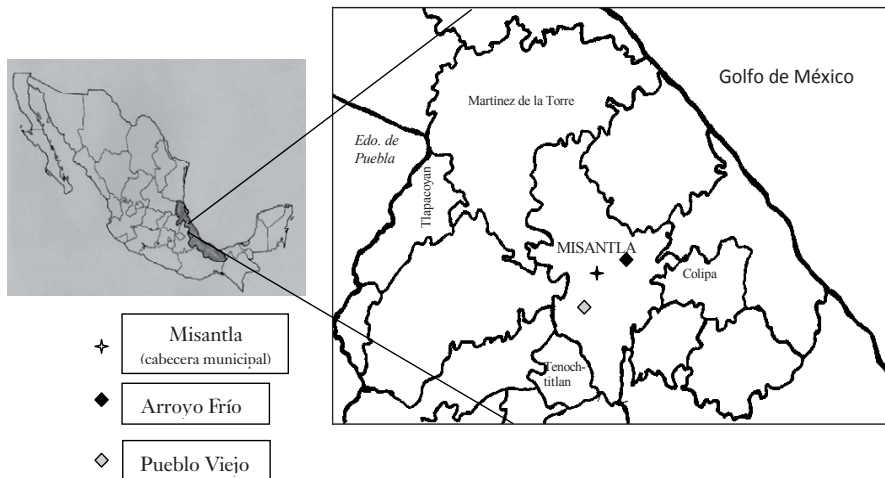 Golfo de México
Martínez de la Torre
Edo. de
Puebla
Tlapacoyan
MISANTLA
Colipa
Tenoch-
titlan
Misantla
(cabecera municipal)
Arroyo Frío
Pueblo Viejo